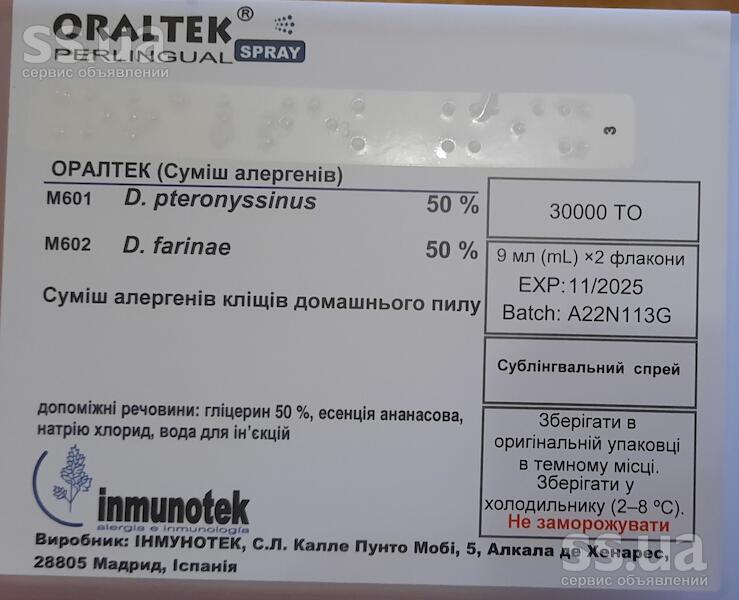 ORALTEK®
PERLINGUAL SPRAY
ss.ua
сервис объявлений
3
ОРАЛТЕК (Суміш алергенів)
M601 D. pteronyssinus 50 %
M602 D. farinae 50 %
Суміш алергенів кліщів домашнього пилу
30000 ТО
9 мл (mL) ×2 флакони
EXP:11/2025
Batch: A22N113G
Сублінгвальний спрей
допоміжні речовини: гліцерин 50 %, есенція ананасова,
натрію хлорид, вода для ін’єкцій
Зберігати в
оригінальній упаковці
в темному місці.
Зберігати у
холодильнику (2–8 ºС).
Не заморожувати
inmunotek
alergia e inmunología
Виробник: ІНМУНОТЕК, С.Л. Калле Пунто Мобі, 5, Алкала де Хенарес,
28805 Мадрид, Іспанія
ss.ua
сервис объявлений